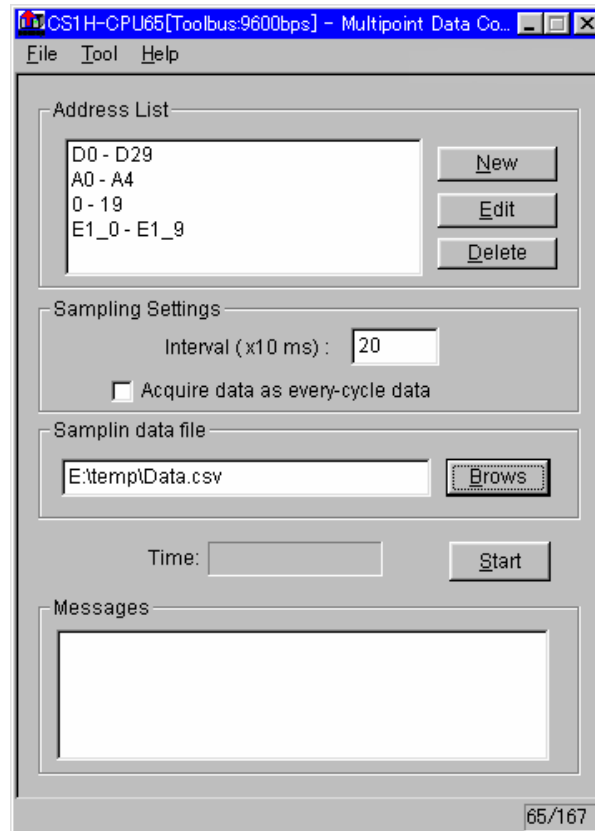 CS1H-CPU65[Toolbus:9600bps] - Multipoint Data Co...
File Tool Help
Address List
D0 - D29
A0 - A4
0 - 19
E1_0 - E1_9
New
Edit
Delete
Sampling Settings
Interval ( x10 ms) : 20
Acquire data as every-cycle data
Samplin data file
E:\temp\Data.csv Brows
Time: Start
Messages
65/167